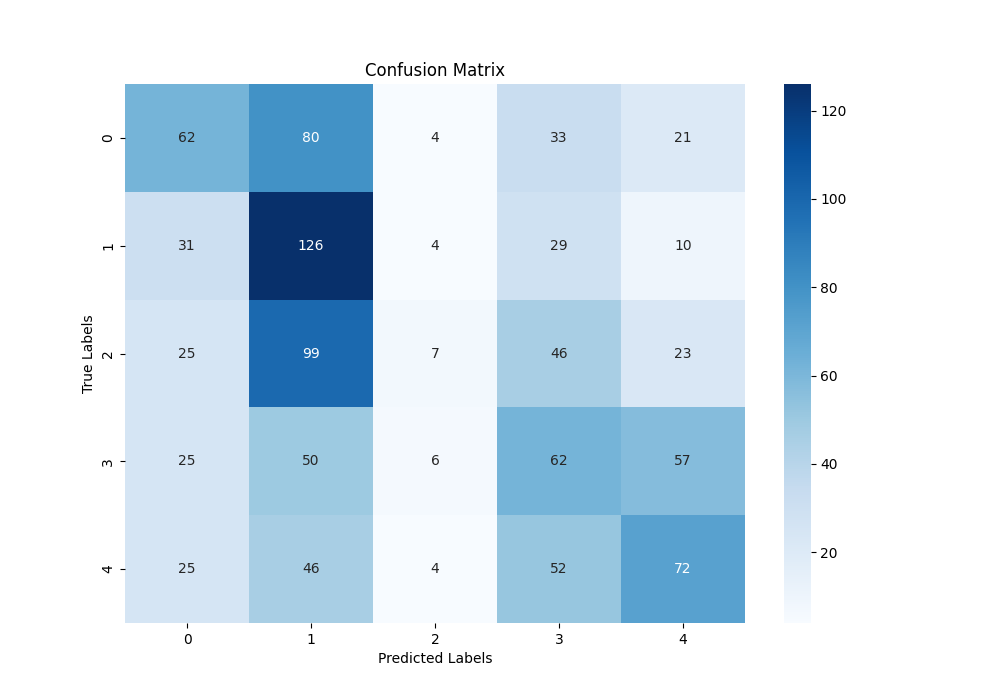 Confusion Matrix
0 62 80 4 33 21
1 31 126 4 29 10
2 25 99 7 46 23
3 25 50 6 62 57
4 25 46 4 52 72
0 1 2 3 4
Predicted Labels
True Labels
120
100
80
60
40
20